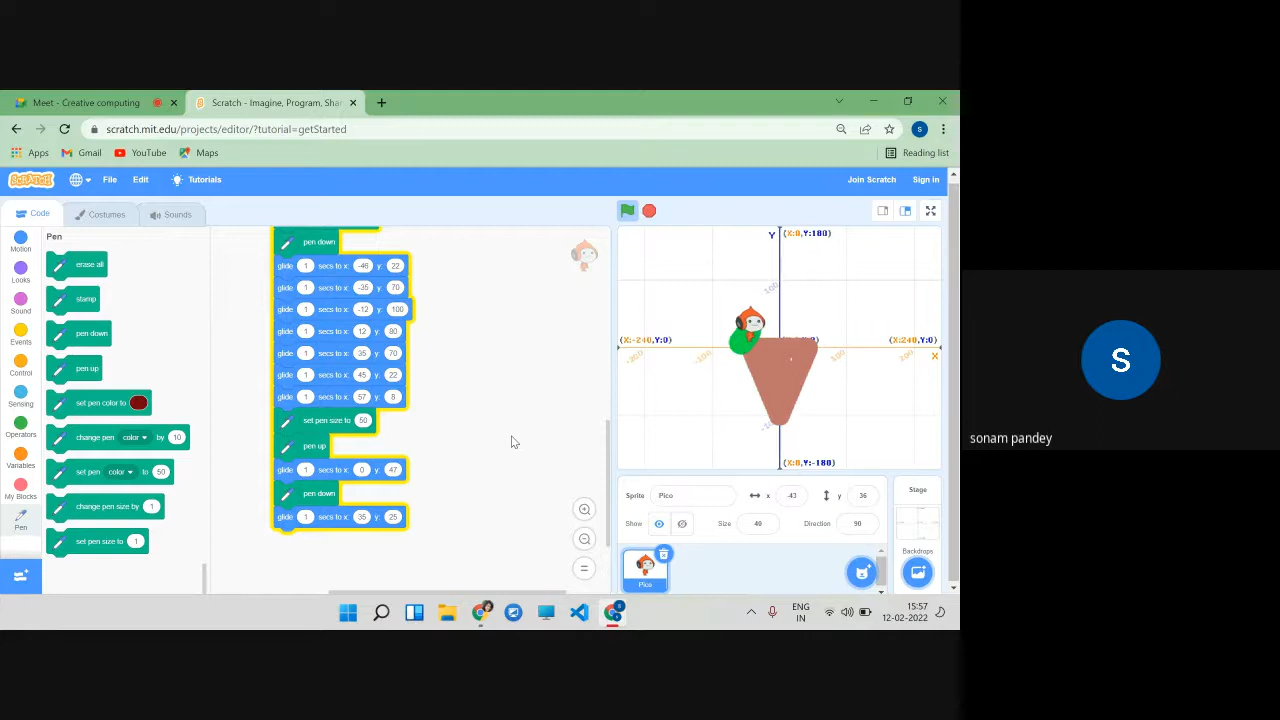 Meet - Creative computing
Scratch - Imagine, Program, Sha
scratch.mit.edu/projects/editor/?tutorial=getStarted
S
Apps Gmail YouTube Maps Reading list
SCRATCH File Edit Tutorials Join Scratch Sign in
Code Costumes Sounds
Motion
Looks
Sound
Events
Control
Sensing
Operators
Variables
My Blocks
Pen
Pen
erase all
stamp
pen down
pen up
set pen color to
change pen color by 10
set pen color to 50
change pen size by 1
set pen size to 1
pen down
glide 1 secs to x: -46 y: 22
glide 1 secs to x: -35 y: 70
glide 1 secs to x: -12 y: 100
glide 1 secs to x: 12 y: 80
glide 1 secs to x: 35 y: 70
glide 1 secs to x: 45 y: 22
glide 1 secs to x: 57 y: 8
set pen size to 50
pen up
glide 1 secs to x: 0 y: 47
pen down
glide 1 secs to x: 35 y: 25
Y (X:0,Y:180)
100
(X:-240,Y:0) (X:240,Y:0)
-200 -100 100 200 X
(X:0,Y:-180)
Sprite Pico x -43 y 36
Show Size 40 Direction 90
Pico
Stage
Backdrops
ENG
IN
15:57
12-02-2022
S
sonam pandey